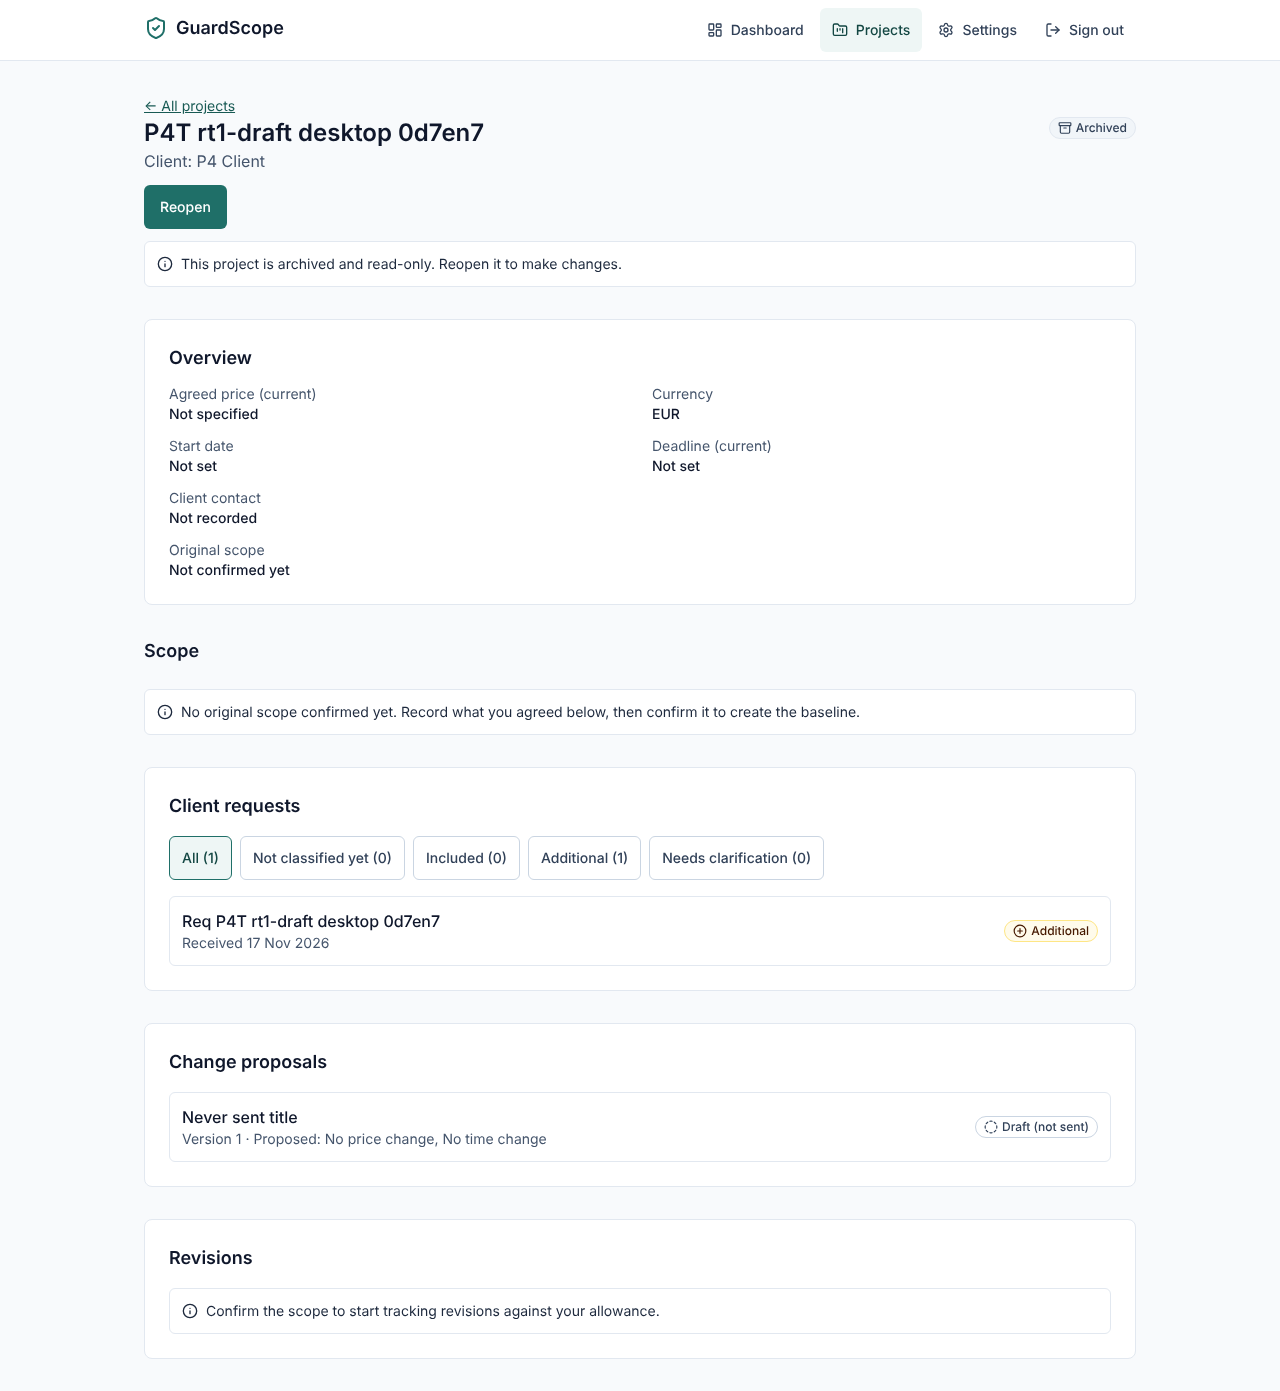 GuardScope
Dashboard
Projects
Settings
Sign out
← All projects
P4T rt1-draft desktop 0d7en7
Archived
Client: P4 Client
Reopen
This project is archived and read-only. Reopen it to make changes.
Overview
Agreed price (current)
Not specified
Currency
EUR
Start date
Not set
Deadline (current)
Not set
Client contact
Not recorded
Original scope
Not confirmed yet
Scope
No original scope confirmed yet. Record what you agreed below, then confirm it to create the baseline.
Client requests
All (1)
Not classified yet (0)
Included (0)
Additional (1)
Needs clarification (0)
Req P4T rt1-draft desktop 0d7en7
Received 17 Nov 2026
Additional
Change proposals
Never sent title
Version 1 · Proposed: No price change, No time change
Draft (not sent)
Revisions
Confirm the scope to start tracking revisions against your allowance.